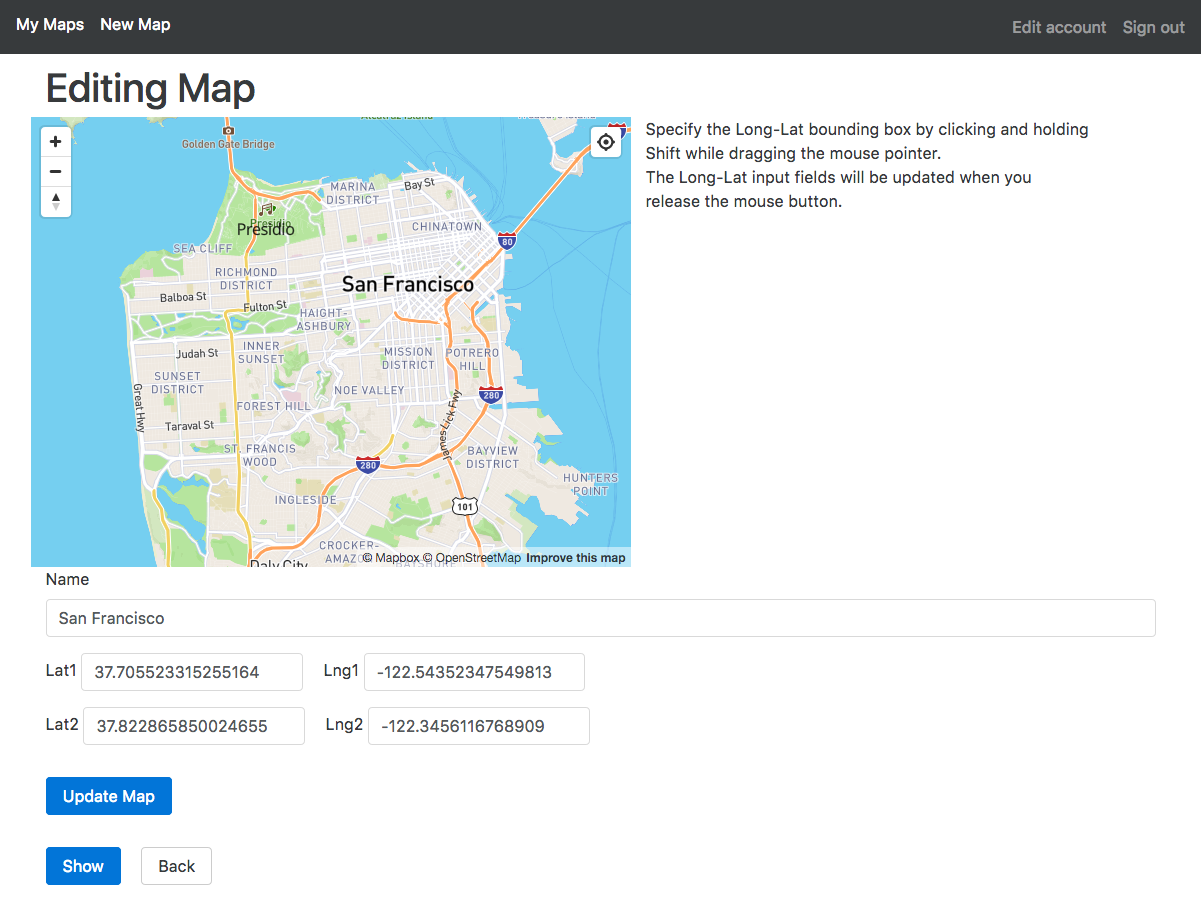 My Maps New Map Edit account Sign out
Editing Map
Golden Gate Bridge
80
MARINA
DISTRICT
Bay St
Presidio
Presidio
CHINATOWN
SEA CLIFF
RICHMOND
DISTRICT
San Francisco
Balboa St
Fulton St
HAIGHT-
ASHBURY
Judah St
INNER
SUNSET
MISSION
DISTRICT
POTRERO
HILL
SUNSET
DISTRICT
NOE VALLEY
280
Great Hwy
FOREST HILL
James Lick Fwy
Taraval St
ST. FRANCIS
WOOD
BAYVIEW
DISTRICT
280
HUNTERS
POINT
INGLESIDE
101
CROCKER-
AMAZ
Daly City
© Mapbox © OpenStreetMap Improve this map
Specify the Long-Lat bounding box by clicking and holding
Shift while dragging the mouse pointer.
The Long-Lat input fields will be updated when you
release the mouse button.
Name
San Francisco
Lat1 37.705523315255164 Lng1 -122.54352347549813
Lat2 37.822865850024655 Lng2 -122.3456116768909
Update Map
Show Back